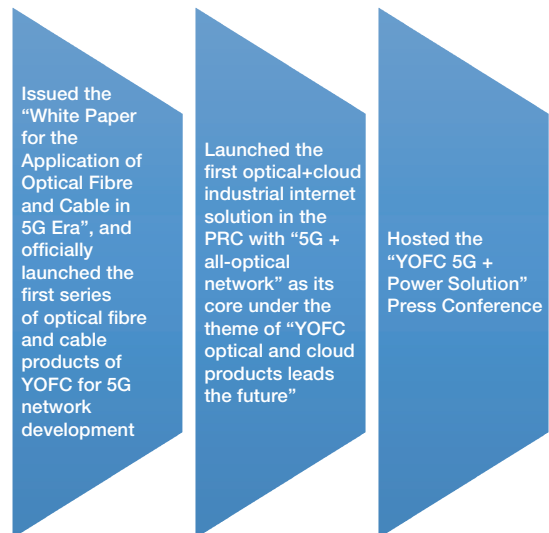 Issued the
“White Paper
for the
Application of
Optical Fibre
and Cable in
5G Era”, and
officially
launched the
first series
of optical fibre
and cable
products of
YOFC for 5G
network
development
Launched the
first optical+cloud
industrial internet
solution in the
PRC with “5G +
all-optical
network” as its
core under the
theme of “YOFC
optical and cloud
products leads
the future”
Hosted the
“YOFC 5G +
Power Solution”
Press Conference